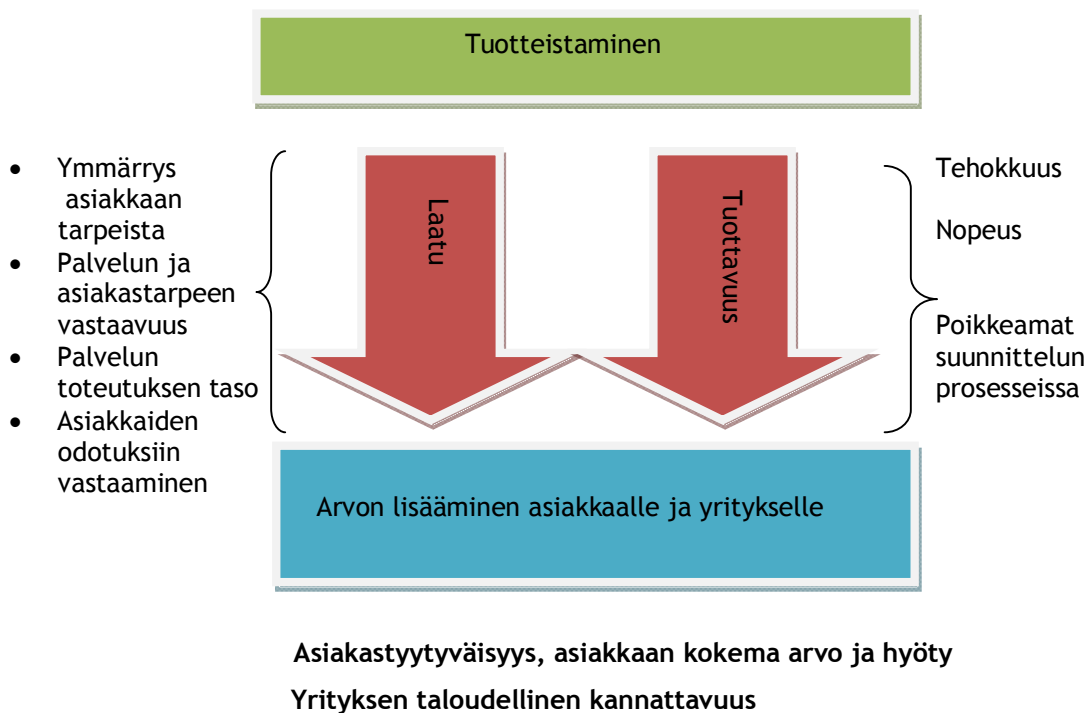 Tuotteistaminen
• Ymmärrys
asiakkaan
tarpeista
• Palvelun ja
asiakastarpeen
vastaavuus
• Palvelun
toteutuksen taso
• Asiakkaiden
odotuksiin
vastaaminen
Laatu
Tuottavuus
Tehokkuus
Nopeus
Poikkeamat
suunnittelun
prosesseissa
Arvon lisääminen asiakkaalle ja yritykselle
Asiakastyytyväisyys, asiakkaan kokema arvo ja hyöty
Yrityksen taloudellinen kannattavuus